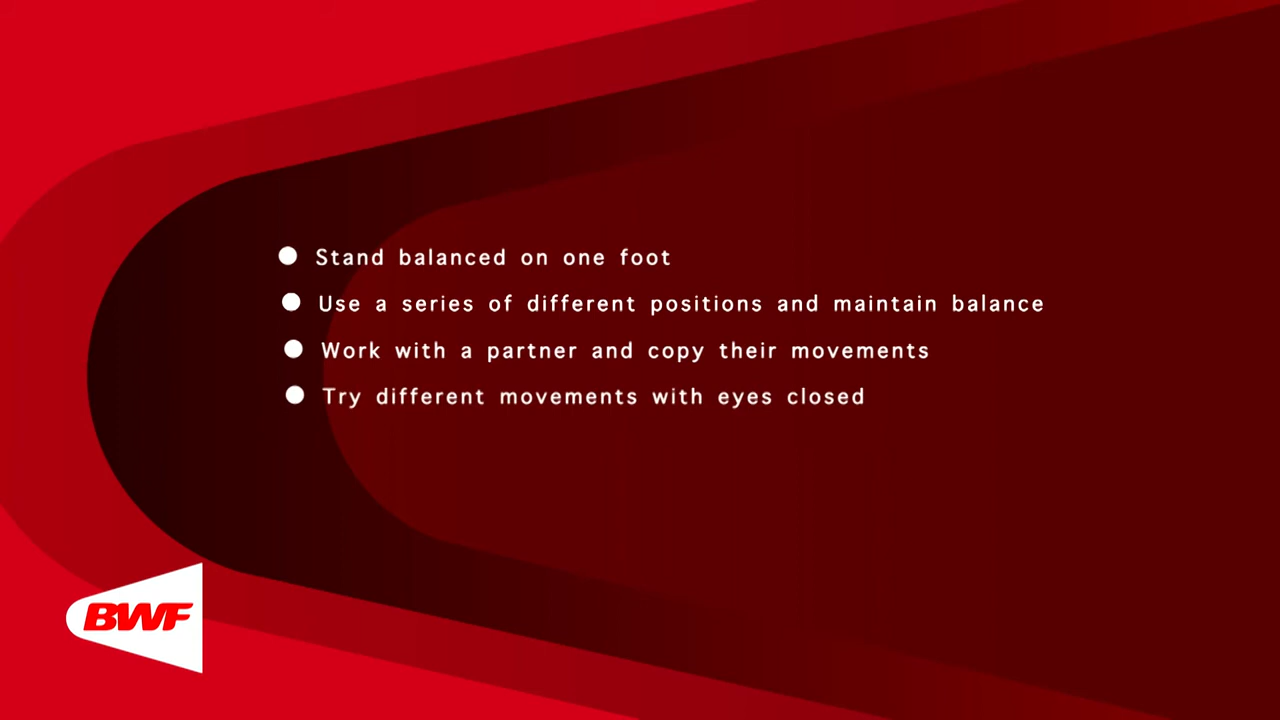 Stand balanced on one foot
Use a series of different positions and maintain balance
Work with a partner and copy their movements
Try different movements with eyes closed
BWF